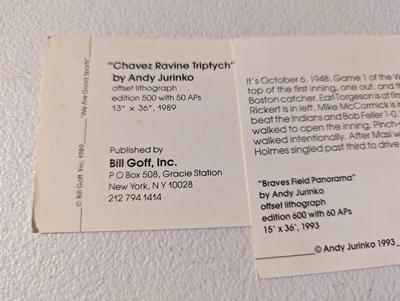 "Chavez Ravine Triptych"
by Andy Jurinko
offset lithograph
edition 500 with 50 APs
13" x 36", 1989
Published by
Bill Goff, Inc.
P O Box 508, Gracie Station
New York, N Y 10028
212 794 1414
© Bill Goff, Inc. 1989 "We Are Good Sports"
It's October 6, 1948, Game 1 of the W
top of the first inning, one out, and th
Boston catcher. Earl Torgeson is at firs
Rickert is in left, Mike McCormick is in
beat the Indians and Bob Feller 1-0.
walked to open the inning. Pinch-
walked intentionally. After Masi w
Holmes singled past third to drive
"Braves Field Panorama"
by Andy Jurinko
offset lithograph
edition 600 with 60 APs
15" x 36", 1993
© Andy Jurinko 1993